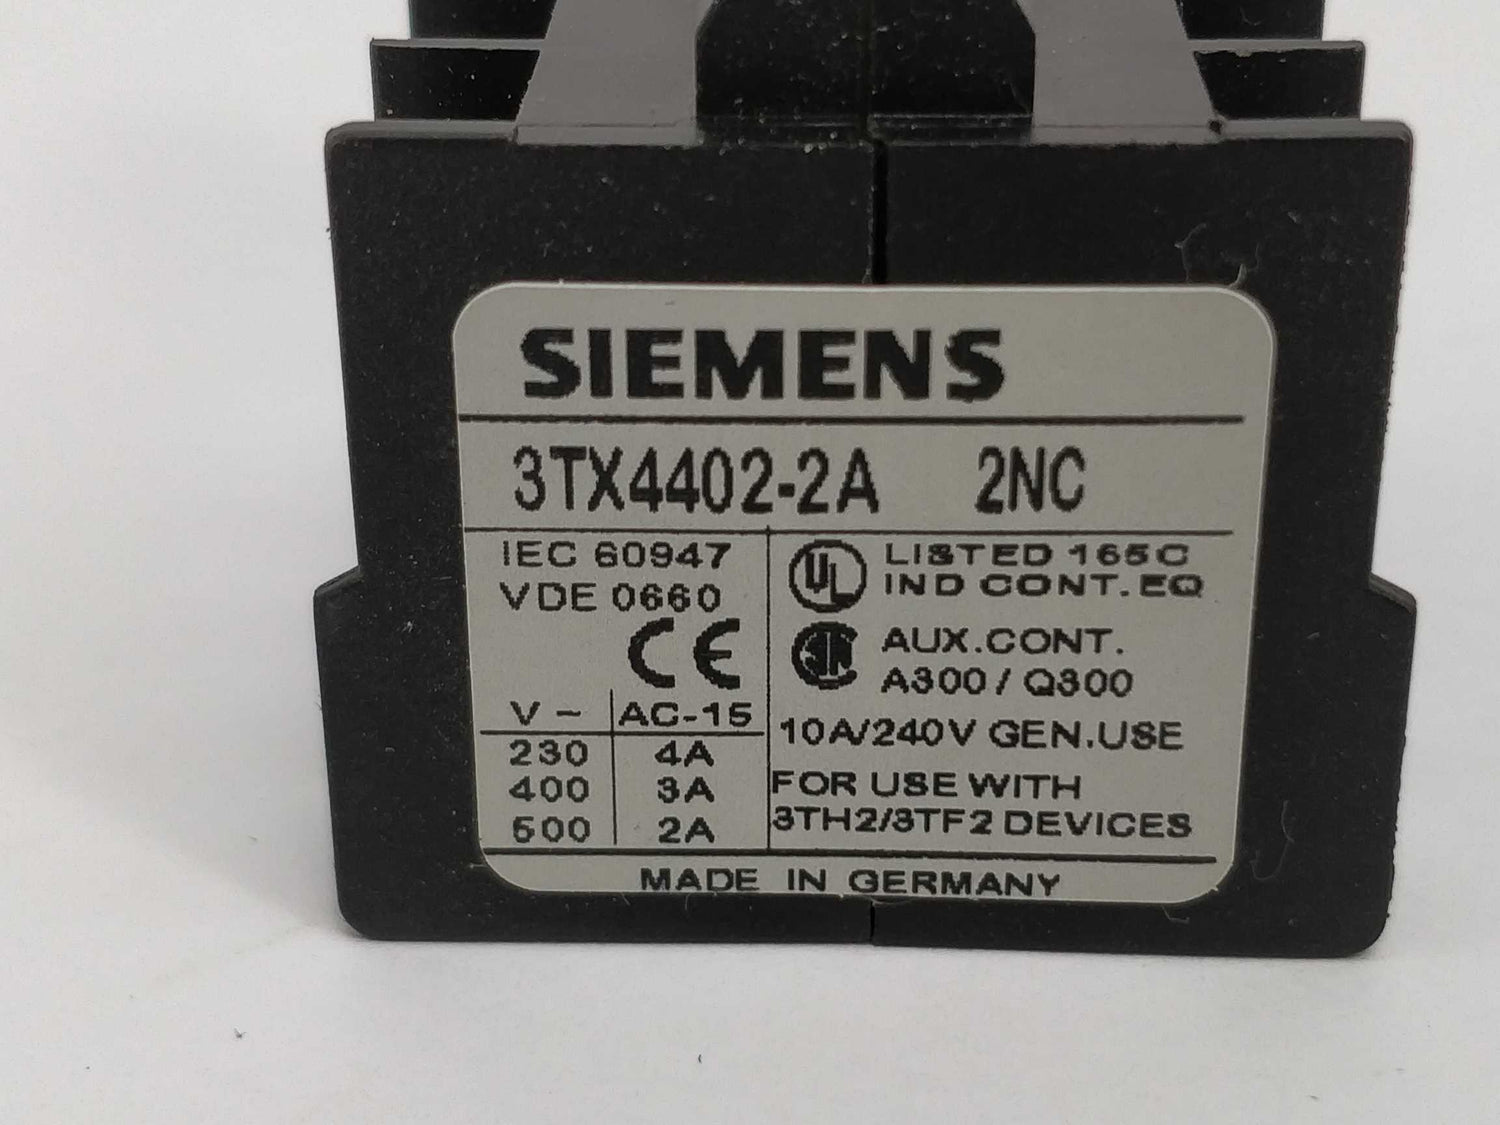 SIEMENS
3TX4402-2A 2NC
IEC 60947
VDE 0660
CE
V ~ AC-15
230 4A
400 3A
500 2A
UL LISTED 165C
IND CONT. EQ
AUX. CONT.
A300 / Q300
10A/240V GEN. USE
FOR USE WITH
3TH2/3TF2 DEVICES
MADE IN GERMANY